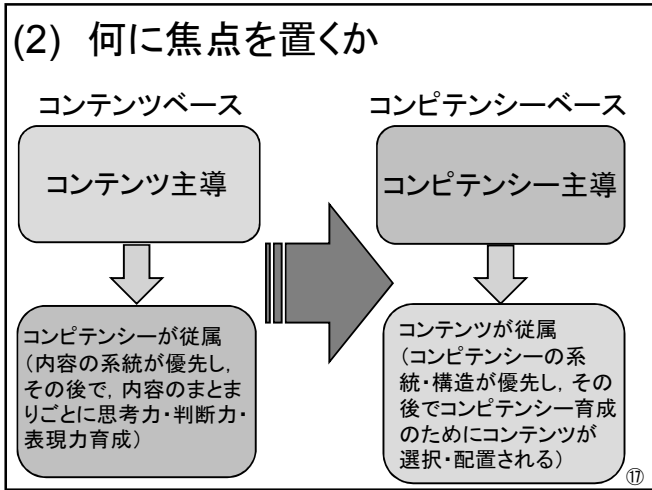 (2) 何に焦点を置くか
コンテンツベース
コンテンツ主導
コンピテンシーが従属
(内容の系統が優先し,
その後で, 内容のまとま
りごとに思考力・判断力・
表現力育成)
コンピテンシーベース
コンピテンシー主導
コンテンツが従属
(コンピテンシーの系
統・構造が優先し, その
後でコンピテンシー育成
のためにコンテンツが
選択・配置される)
⑰